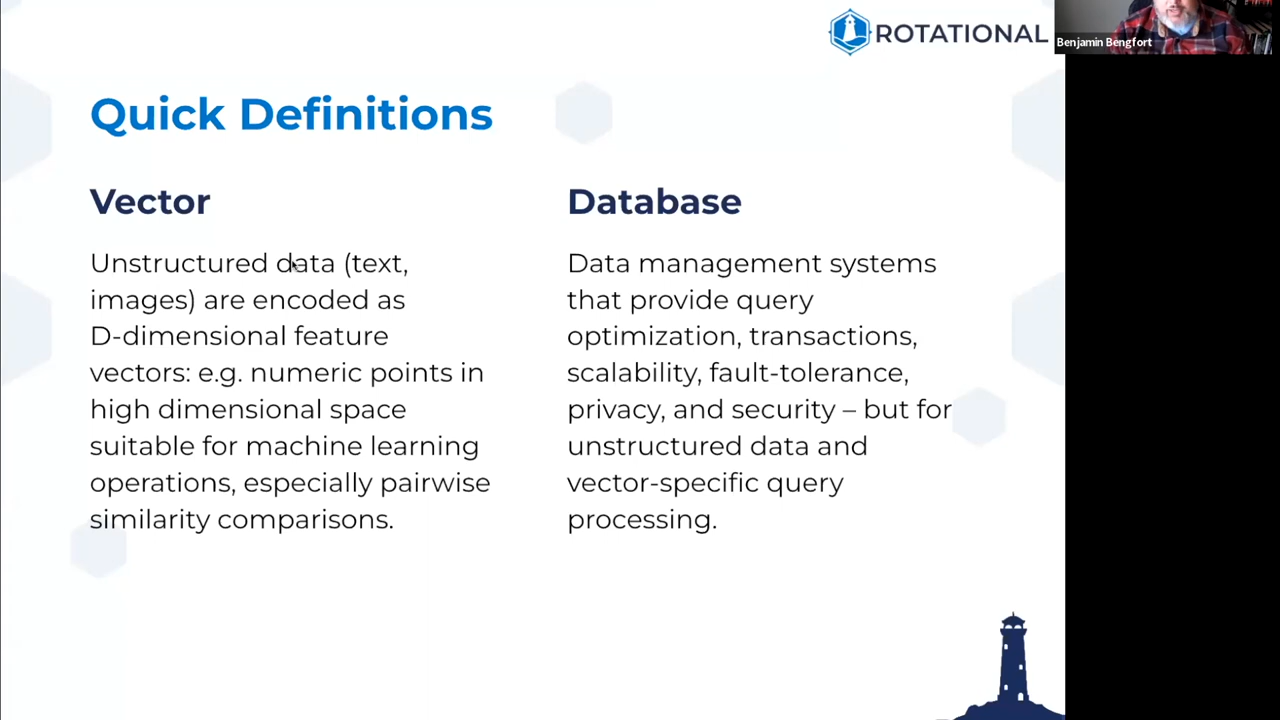 ROTATIONAL
Benjamin Bengfort
Quick Definitions
Vector
Unstructured data (text,
images) are encoded as
D-dimensional feature
vectors: e.g. numeric points in
high dimensional space
suitable for machine learning
operations, especially pairwise
similarity comparisons.
Database
Data management systems
that provide query
optimization, transactions,
scalability, fault-tolerance,
privacy, and security – but for
unstructured data and
vector-specific query
processing.